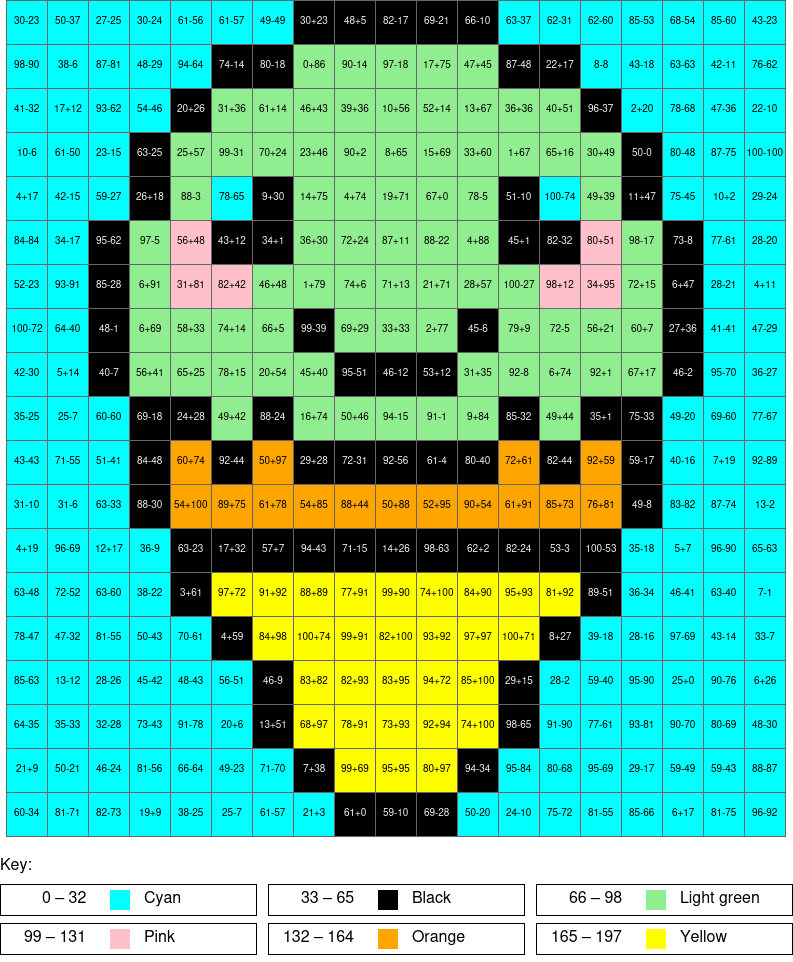 30-23 50-37 27-25 30-24 61-56 61-57 49-49 30+23 48+5 82-17 69-21 66-10 63-37 62-31 62-60 85-53 68-54 85-60 43-23
98-90 38-6 87-81 48-29 94-64 74-14 80-18 0+86 90-14 97-18 17+75 47+45 87-48 22+17 8-8 43-18 63-63 42-11 76-62
41-32 17+12 93-62 54-46 20+26 31+36 61+14 46+43 39+36 10+56 52+14 13+67 36+36 40+51 96-37 2+20 78-68 47-36 22-10
10-6 61-50 23-15 63-25 25+57 99-31 70+24 23+46 90+2 8+65 15+69 33+60 1+67 65+16 30+49 50-0 80-48 87-75 100-100
4+17 42-15 59-27 26+18 88-3 78-65 9+30 14+75 4+74 19+71 67+0 78-5 51-10 100-74 49+39 11+47 75-45 10+2 29-24
84-84 34-17 95-62 97-5 56+48 43+12 34+1 36+30 72+24 87+11 88-22 4+88 45+1 82-32 80+51 98-17 73-8 77-61 28-20
52-23 93-91 85-28 6+91 31+81 82+42 46+48 1+79 74+6 71+13 21+71 28+57 100-27 98+12 34+95 72+15 6+47 28-21 4+11
100-72 64-40 48-1 6+69 58+33 74+14 66+5 99-39 69+29 33+33 2+77 45-6 79+9 72-5 56+21 60+7 27+36 41-41 47-29
42-30 5+14 40-7 56+41 65+25 78+15 20+54 45+40 95-51 46-12 53+12 31+35 92-8 6+74 92+1 67+17 46-2 95-70 36-27
35-25 25-7 60-60 69-18 24+28 49+42 88-24 16+74 50+46 94-15 91-1 9+84 85-32 49+44 35+1 75-33 49-20 69-60 77-67
43-43 71-55 51-41 84-48 60+74 92-44 50+97 29+28 72-31 92-56 61-4 80-40 72+61 82-44 92+59 59-17 40-16 7+19 92-89
31-10 31-6 63-33 88-30 54+100 89+75 61+78 54+85 88+44 50+88 52+95 90+54 61+91 85+73 76+81 49-8 83-82 87-74 13-2
4+19 96-69 12+17 36-9 63-23 17+32 57+7 94-43 71-15 14+26 98-63 62+2 82-24 53-3 100-53 35-18 5+7 96-90 65-63
63-48 72-52 63-60 38-22 3+61 97+72 91+92 88+89 77+91 99+90 74+100 84+90 95+93 81+92 89-51 36-34 46-41 63-40 7-1
78-47 47-32 81-55 50-43 70-61 4+59 84+98 100+74 99+91 82+100 93+92 97+97 100+71 8+27 39-18 28-16 97-69 43-14 33-7
85-63 13-12 28-26 45-42 48-43 56-51 46-9 83+82 82+93 83+95 94+72 85+100 29+15 28-2 59-40 95-90 25+0 90-76 6+26
64-35 35-33 32-28 73-43 91-78 20+6 13+51 68+97 78+91 73+93 92+94 74+100 98-65 91-90 77-61 93-81 90-70 80-69 48-30
21+9 50-21 46-24 81-56 66-64 49-23 71-70 7+38 99+69 95+95 80+97 94-34 95-84 80-68 95-69 29-17 59-49 59-43 88-87
60-34 81-71 82-73 19+9 38-25 25-7 61-57 21+3 61+0 59-10 69-28 50-20 24-10 75-72 81-55 85-66 6+17 81-75 96-92
Key:
0 – 32 Cyan 33 – 65 Black 66 – 98 Light green
99 – 131 Pink 132 – 164 Orange 165 – 197 Yellow